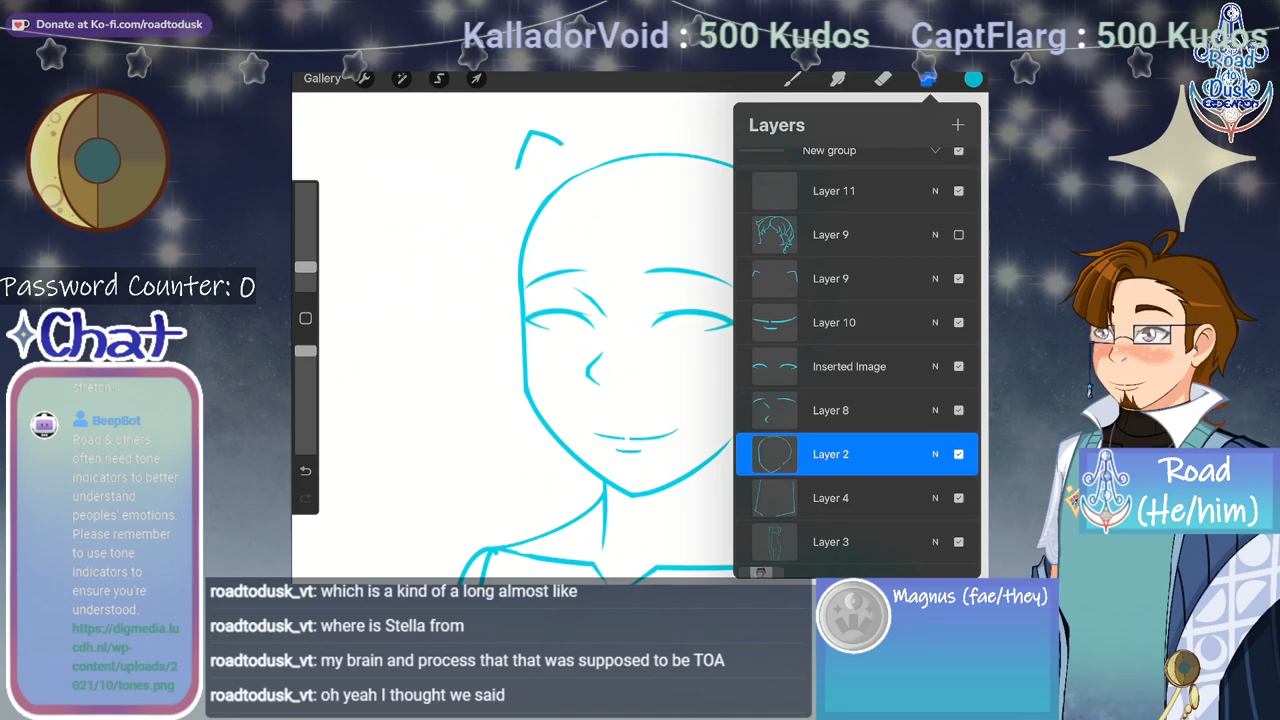 Donate at Ko-fi.com/roadtodusk
KalladorVoid : 500 Kudos CaptFlarg : 500 Kudos
Road
to
Dusk
Gallery
Layers
New group
Layer 11 N
Layer 9 N
Layer 9 N
Layer 10 N
Inserted Image N
Layer 8 N
Layer 2 N
Layer 4 N
Layer 3 N
Password Counter: 0
Chat
stretch!
BeepBot
Road & others
often need tone
indicators to better
understand
peoples' emotions.
Please remember
to use tone
indicators to
ensure you're
understood.
https://digmedia.lu
cdh.nl/wp-
content/uploads/2
021/10/tones.png
roadtodusk_vt: which is a kind of a long almost like
roadtodusk_vt: where is Stella from
roadtodusk_vt: my brain and process that that was supposed to be TOA
roadtodusk_vt: oh yeah I thought we said
Road
(He/him)
Magnus (fae/they)